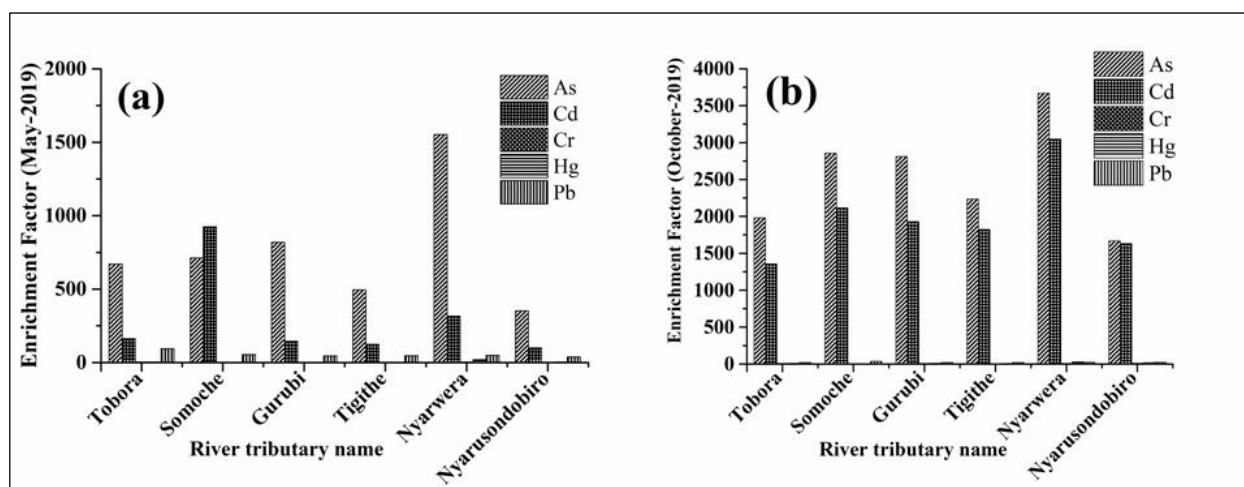 Enrichment Factor (May-2019)
2000
1500
1000
500
0
(a)
As
Cd
Cr
Hg
Pb
Tobora
Somoche
Gurubi
Tigithe
Nyarwera
Nyarusondobiro
River tributary name
Enrichment Factor (October-2019)
4000
3500
3000
2500
2000
1500
1000
500
0
(b)
As
Cd
Cr
Hg
Pb
Tobora
Somoche
Gurubi
Tigithe
Nyarwera
Nyarusondobiro
River tributary name